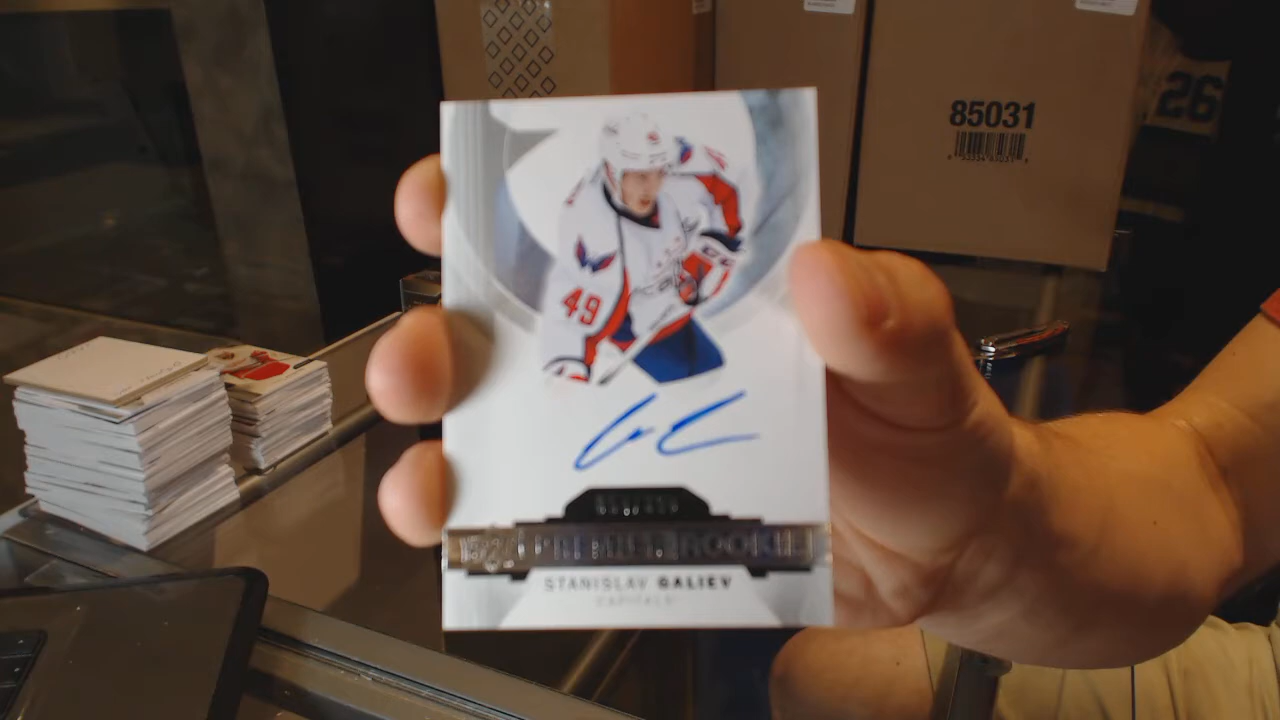 85031
26
49
PREMIER ROOKIE
STANISLAV GALIEV
CAPITALS